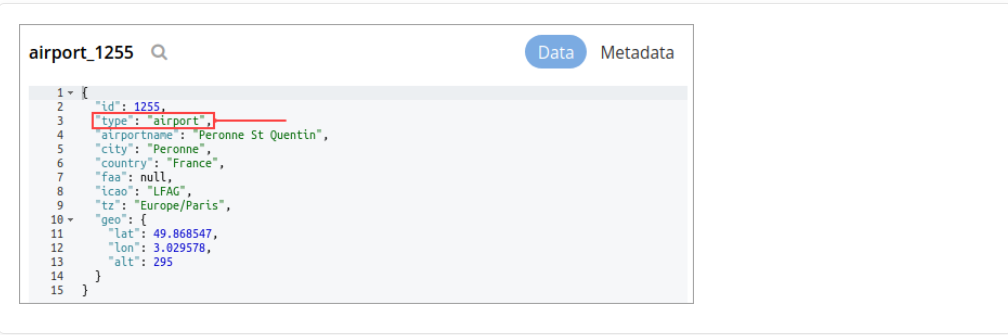 airport_1255
Data Metadata
1 {
2 "id": 1255,
3 "type": "airport",
4 "airportname": "Peronne St Quentin",
5 "city": "Peronne",
6 "country": "France",
7 "faa": null,
8 "icao": "LFAG",
9 "tz": "Europe/Paris",
10 "geo": {
11 "lat": 49.868547,
12 "lon": 3.029578,
13 "alt": 295
14 }
15 }